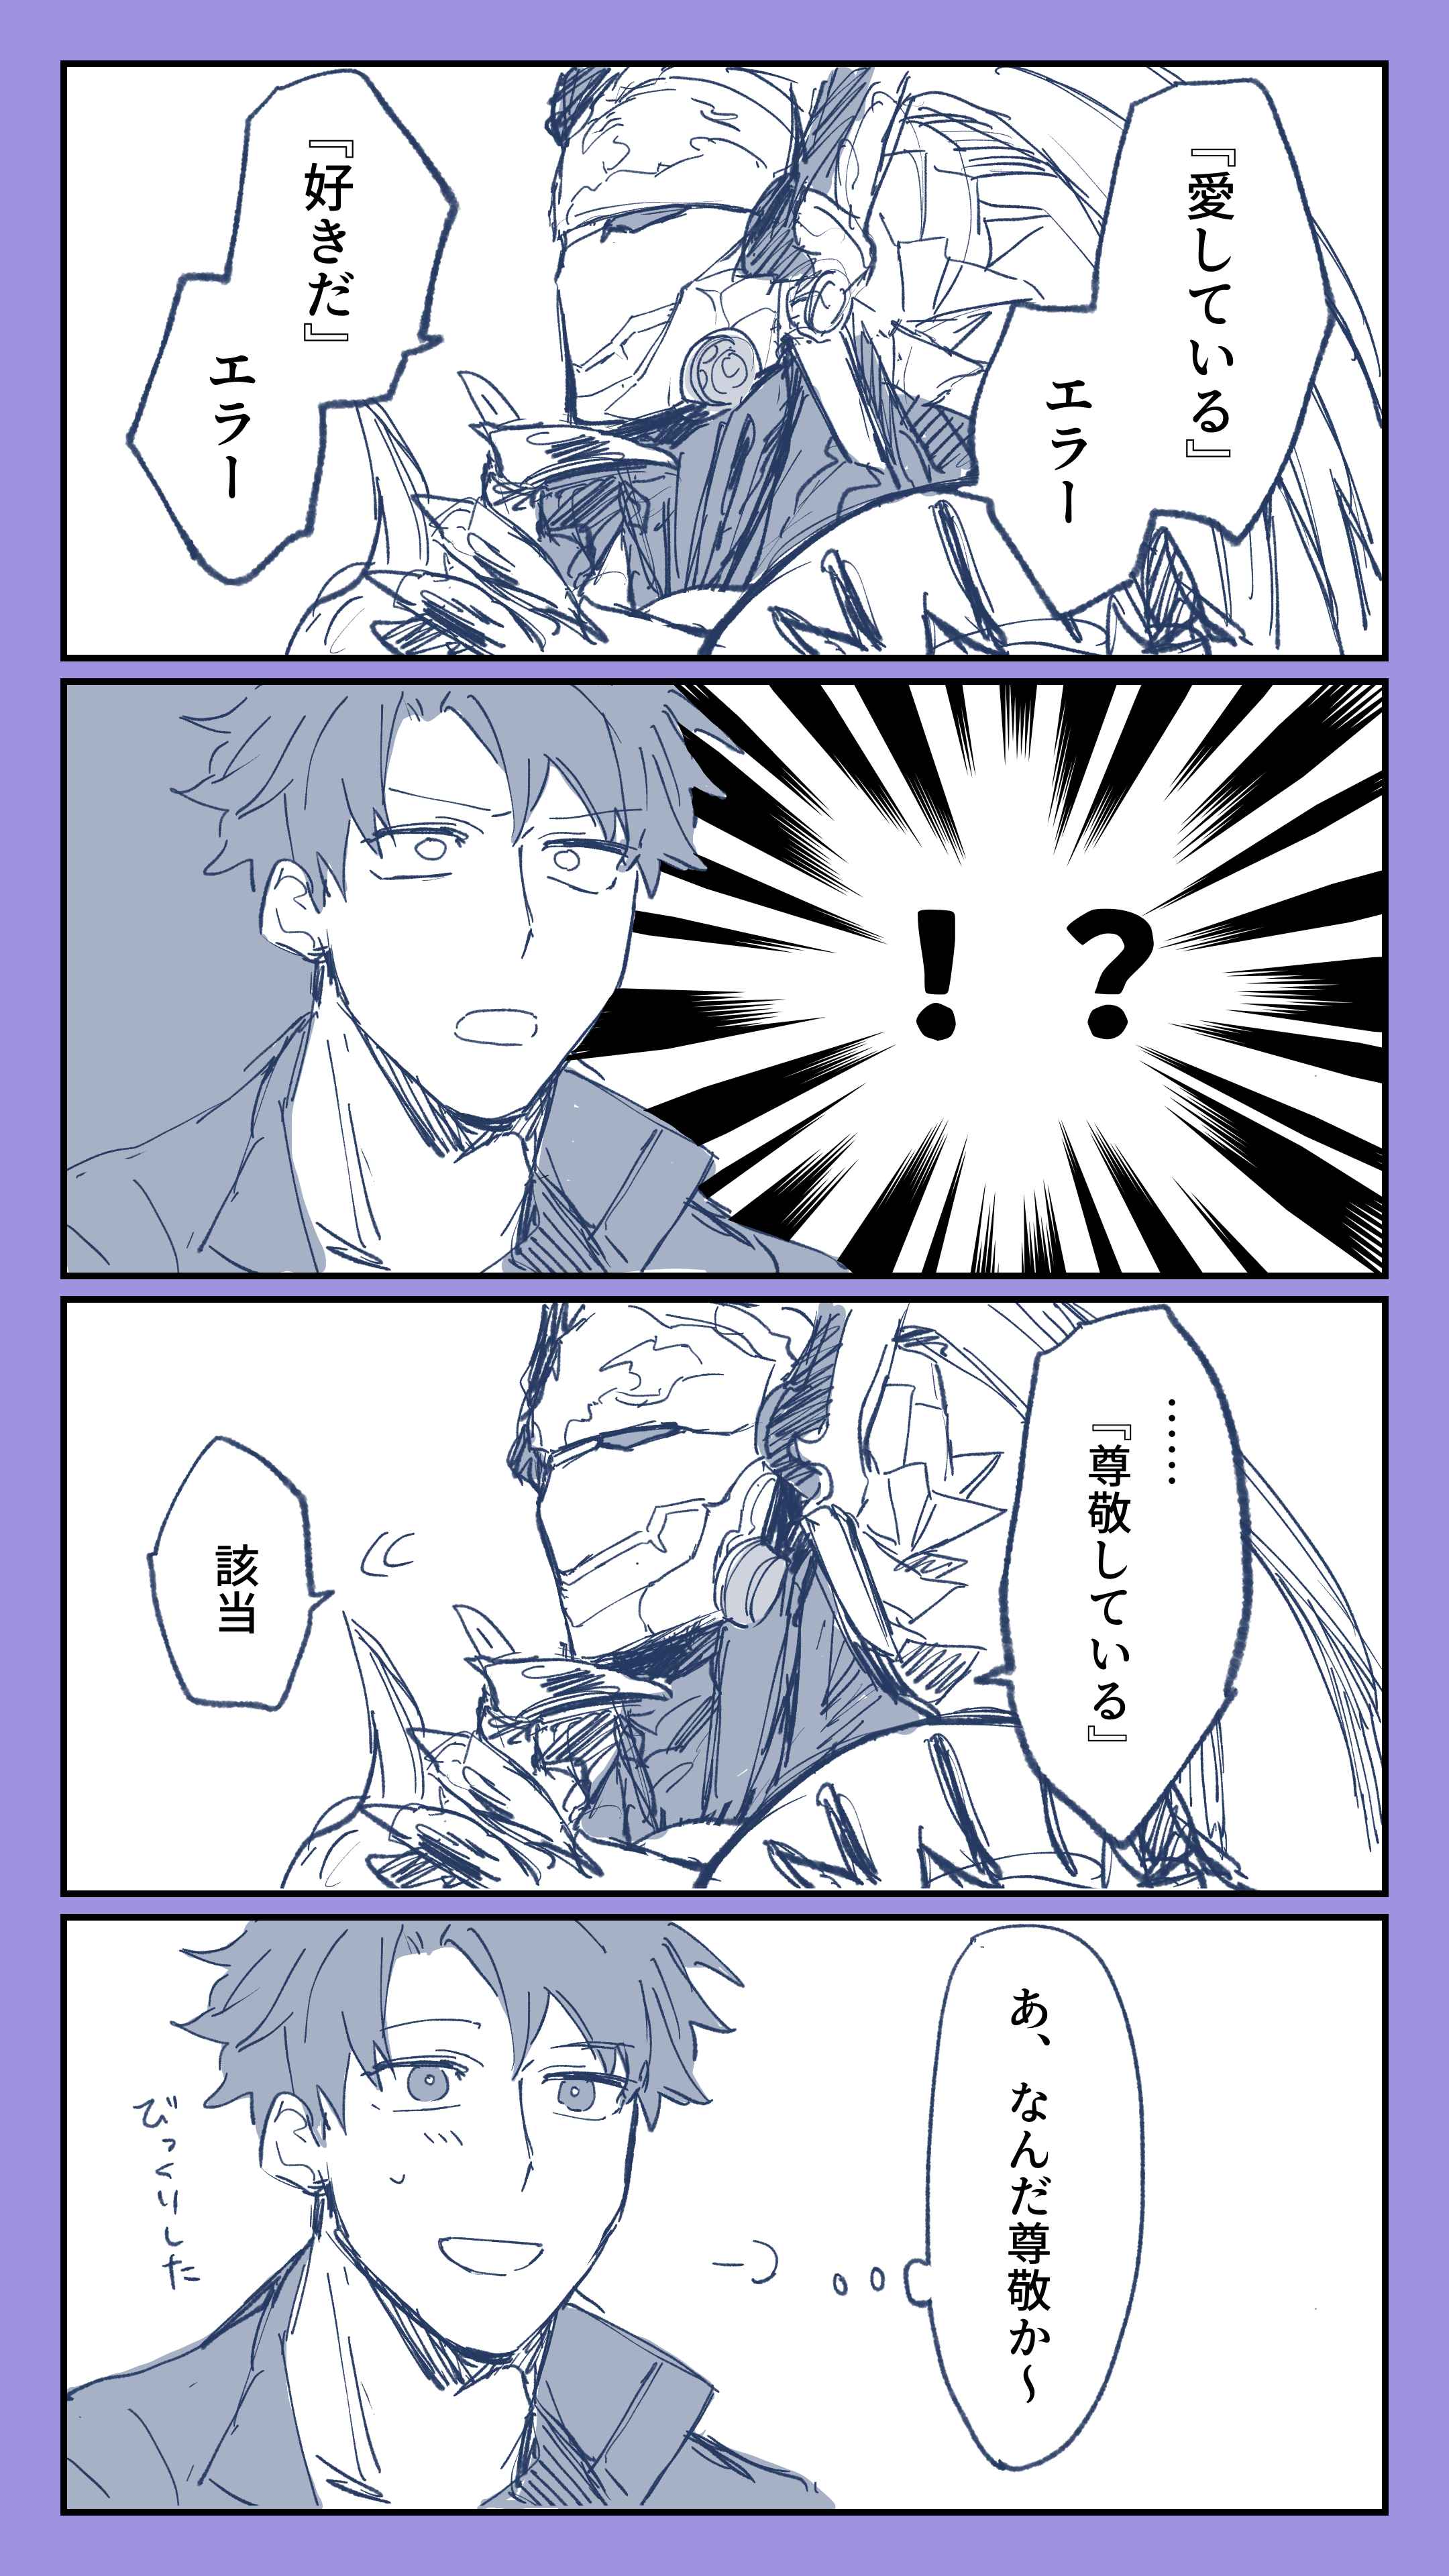 『愛している』
エラー
『好きだ』
エラー
！？
……
『尊敬している』
該当
あ、なんだ尊敬か〜
びっくりした